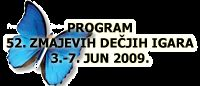 PROGRAM
52. ZMAJEVIH DEČJIH IGARA
3.-7. JUN 2009.